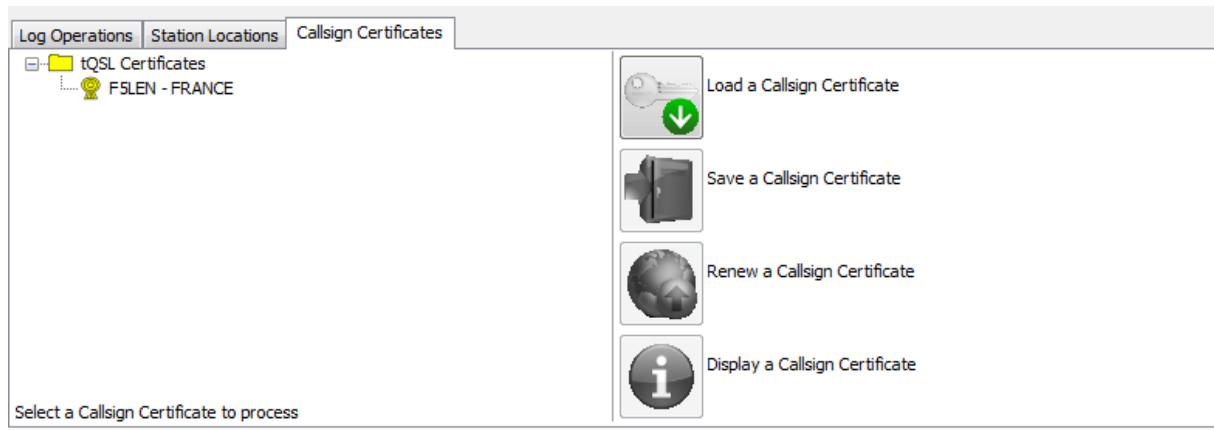 Log Operations Station Locations Callsign Certificates
tQSL Certificates
F5LEN - FRANCE
Load a Callsign Certificate
Save a Callsign Certificate
Renew a Callsign Certificate
Display a Callsign Certificate
Select a Callsign Certificate to process